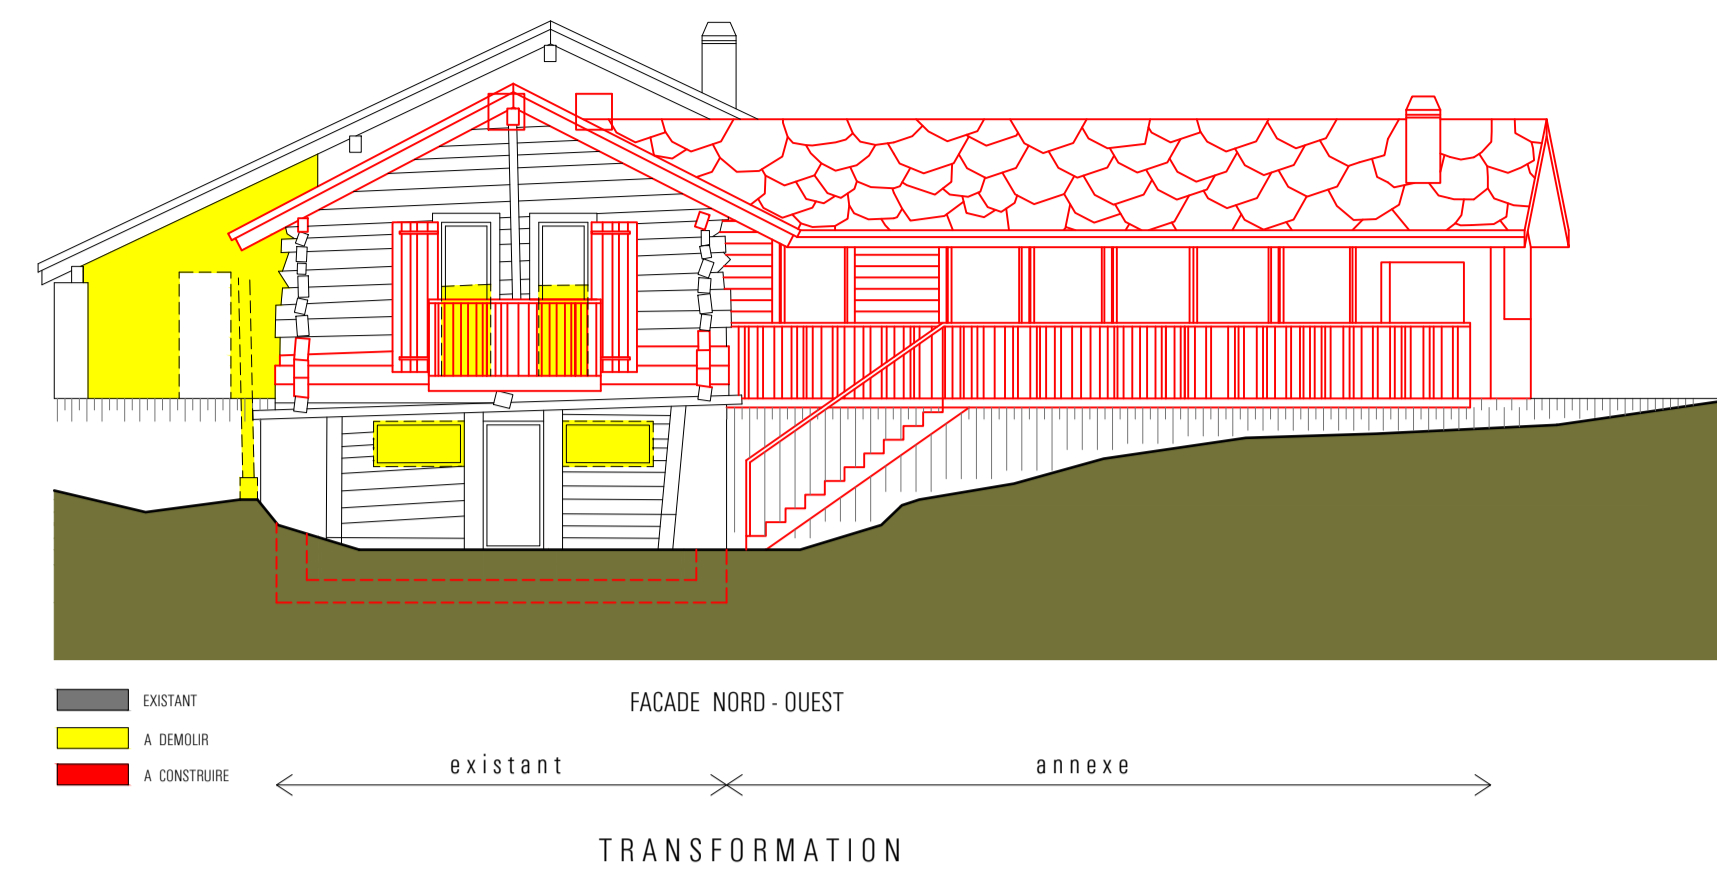 EXISTANT
A DEMOLIR
A CONSTRUIRE
FACADE NORD - OUEST
existant
annexe
TRANSFORMATION